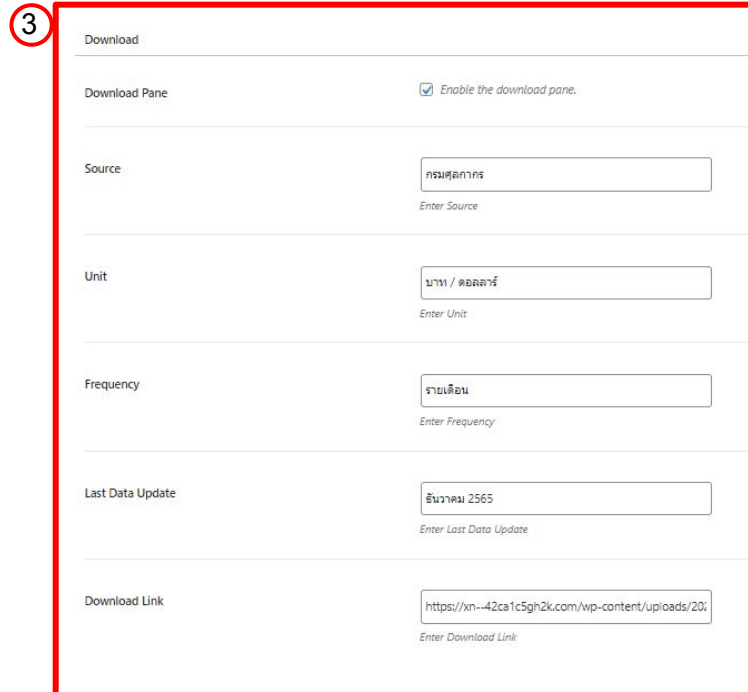 3
Download
Download Pane
Enable the download pane.
Source
กรมศุลกากร
Enter Source
Unit
บาท / ดอลลาร์
Enter Unit
Frequency
รายเดือน
Enter Frequency
Last Data Update
ธันวาคม 2565
Enter Last Data Update
Download Link
https://xn--42ca1c5gh2k.com/wp-content/uploads/202
Enter Download Link